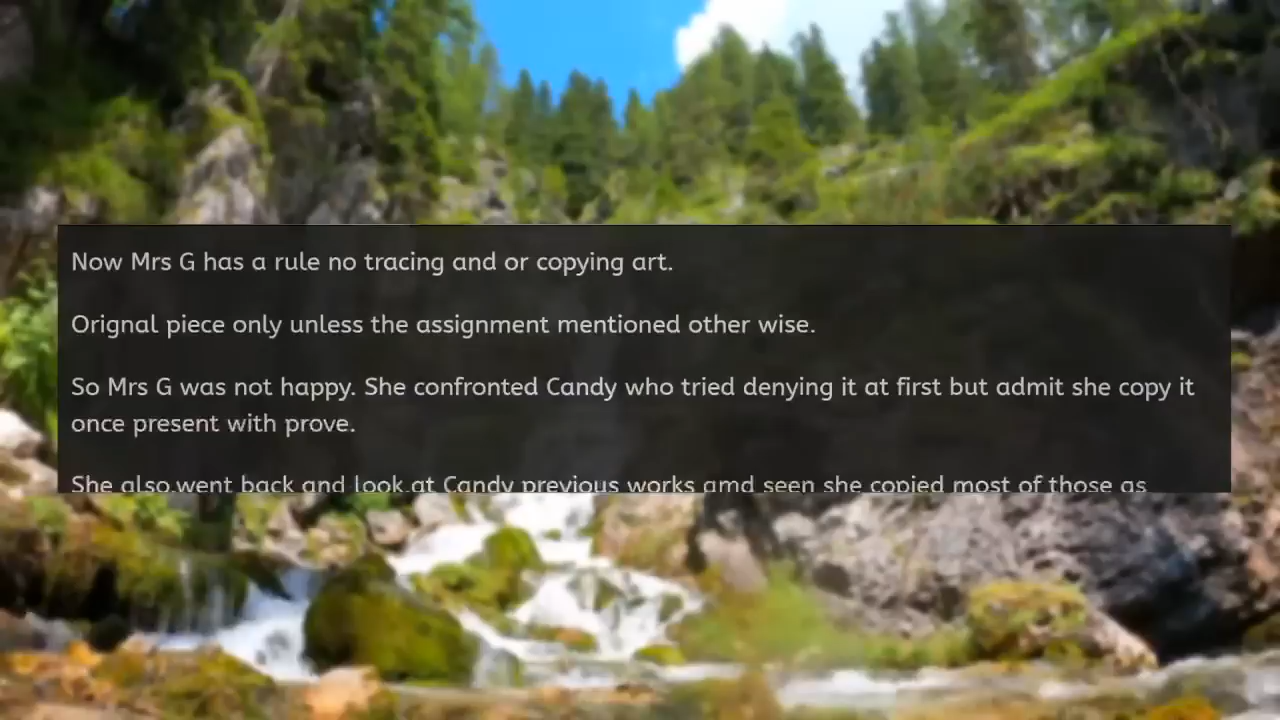 Now Mrs G has a rule no tracing and or copying art.
Orignal piece only unless the assignment mentioned other wise.
So Mrs G was not happy. She confronted Candy who tried denying it at first but admit she copy it
once present with prove.
She also went back and look at Candy previous works amd seen she copied most of those as